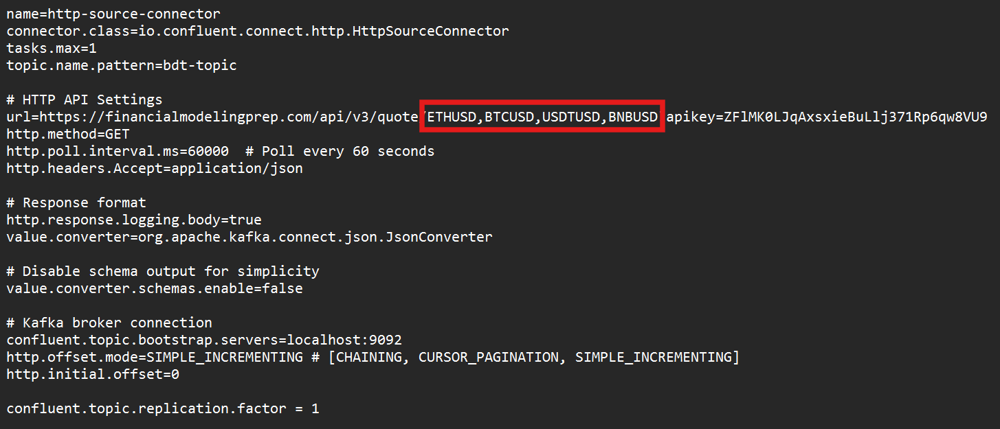 name=http-source-connector
connector.class=io.confluent.connect.http.HttpSourceConnector
tasks.max=1
topic.name.pattern=bdt-topic
# HTTP API Settings
url=https://financialmodelingprep.com/api/v3/quote/ETHUSD,BTCUSD,USDTUSD,BNBUSD apikey=ZFlMK0LJqAxsxieBuLlj371Rp6qw8VU9
http.method=GET
http.poll.interval.ms=60000  # Poll every 60 seconds
http.headers.Accept=application/json
# Response format
http.response.logging.body=true
value.converter=org.apache.kafka.connect.json.JsonConverter
# Disable schema output for simplicity
value.converter.schemas.enable=false
# Kafka broker connection
confluent.topic.bootstrap.servers=localhost:9092
http.offset.mode=SIMPLE_INCREMENTING # [CHAINING, CURSOR_PAGINATION, SIMPLE_INCREMENTING]
http.initial.offset=0
confluent.topic.replication.factor = 1